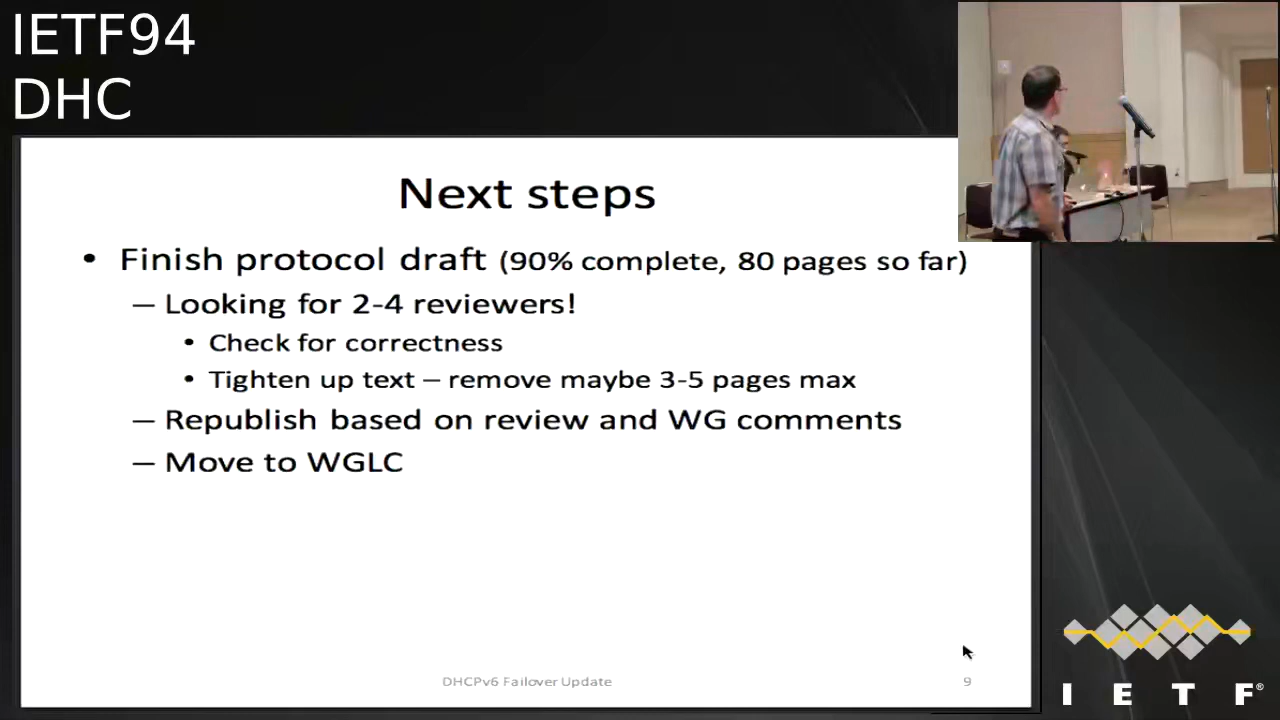 IETF94
DHC
Next steps
• Finish protocol draft (90% complete, 80 pages so far)
– Looking for 2-4 reviewers!
• Check for correctness
• Tighten up text – remove maybe 3-5 pages max
– Republish based on review and WG comments
– Move to WGLC
DHCPv6 Failover Update
9
I E T F®